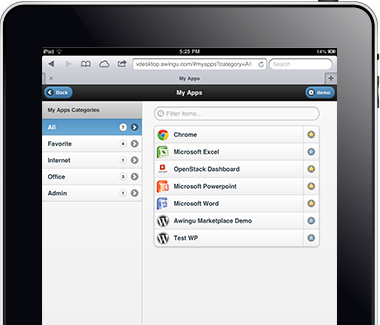 iPad 5:25 PM 14%
vdesktop.awingu.com/#myapps?category=All Search
My Apps
Back My Apps demo
My Apps Categories
All 7
Favorite 4
Internet 1
Office 3
Admin 1
Filter items...
Chrome
Microsoft Excel
OpenStack Dashboard
Microsoft Powerpoint
Microsoft Word
Awingu Marketplace Demo
Test WP